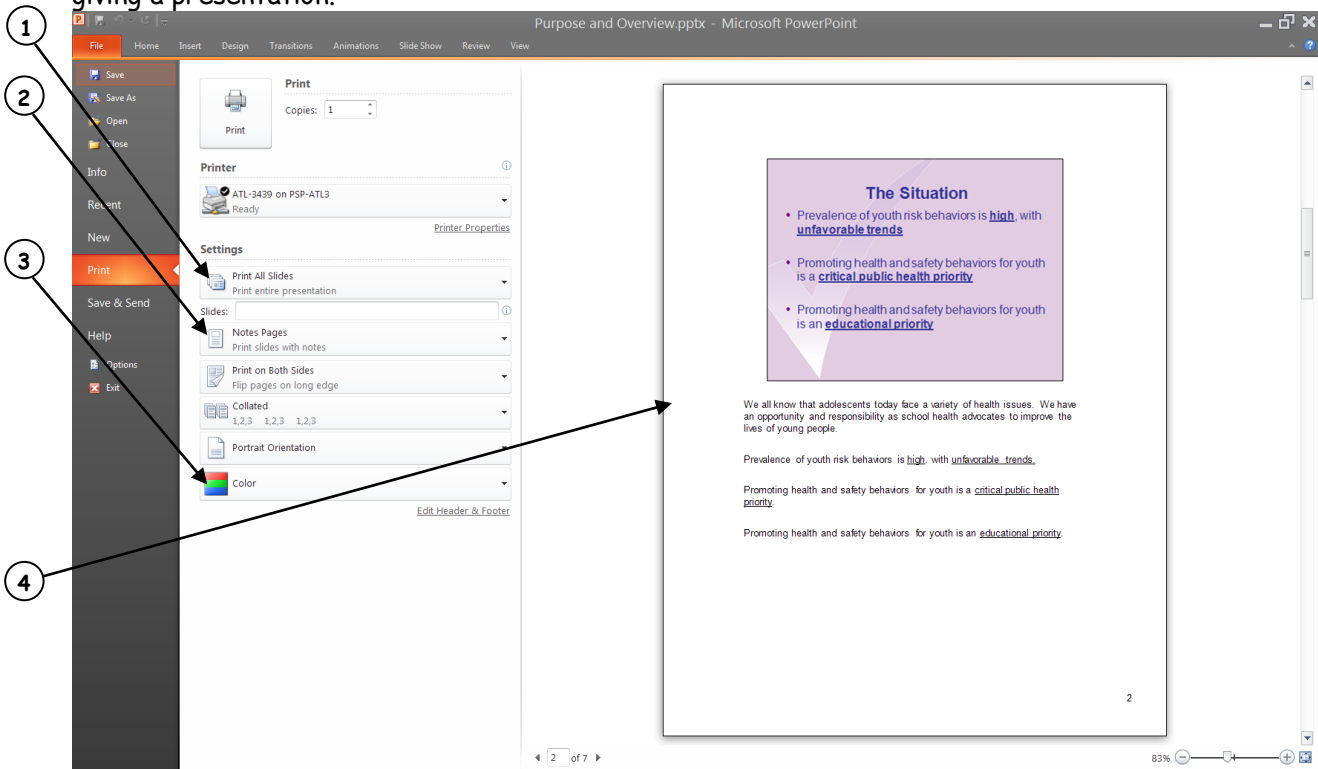 giving a presentation.
1
2
3
4
P
Purpose and Overview.pptx - Microsoft PowerPoint
File Home Insert Design Transitions Animations Slide Show Review View
Save
Save As
Open
Close
Info
Recent
New
Print
Save & Send
Help
Options
Exit
Print
Print
Copies: 1
Printer
ATL-3439 on PSP-ATL3
Ready
Printer Properties
Settings
Print All Slides
Print entire presentation
Slides:
Notes Pages
Print slides with notes
Print on Both Sides
Flip pages on long edge
Collated
1,2,3 1,2,3 1,2,3
Portrait Orientation
Color
Edit Header & Footer
The Situation
• Prevalence of youth risk behaviors is high, with
unfavorable trends
• Promoting health and safety behaviors for youth
is a critical public health priority
• Promoting health and safety behaviors for youth
is an educational priority
We all know that adolescents today face a variety of health issues. We have
an opportunity and responsibility as school health advocates to improve the
lives of young people.
Prevalence of youth risk behaviors is high, with unfavorable trends.
Promoting health and safety behaviors for youth is a critical public health
priority.
Promoting health and safety behaviors for youth is an educational priority.
2
2 of 7
83%